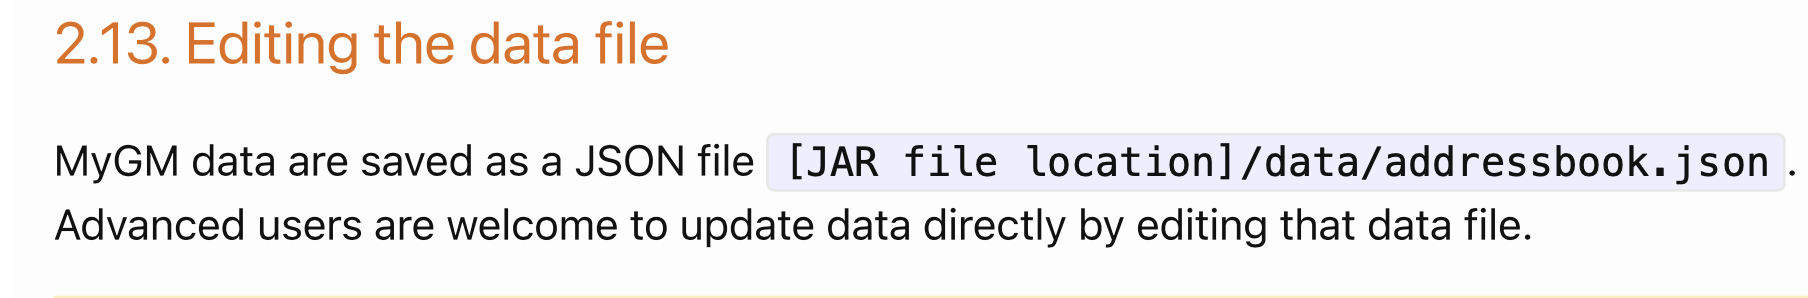 2.13. Editing the data file
MyGM data are saved as a JSON file [JAR file location]/data/addressbook.json .
Advanced users are welcome to update data directly by editing that data file.